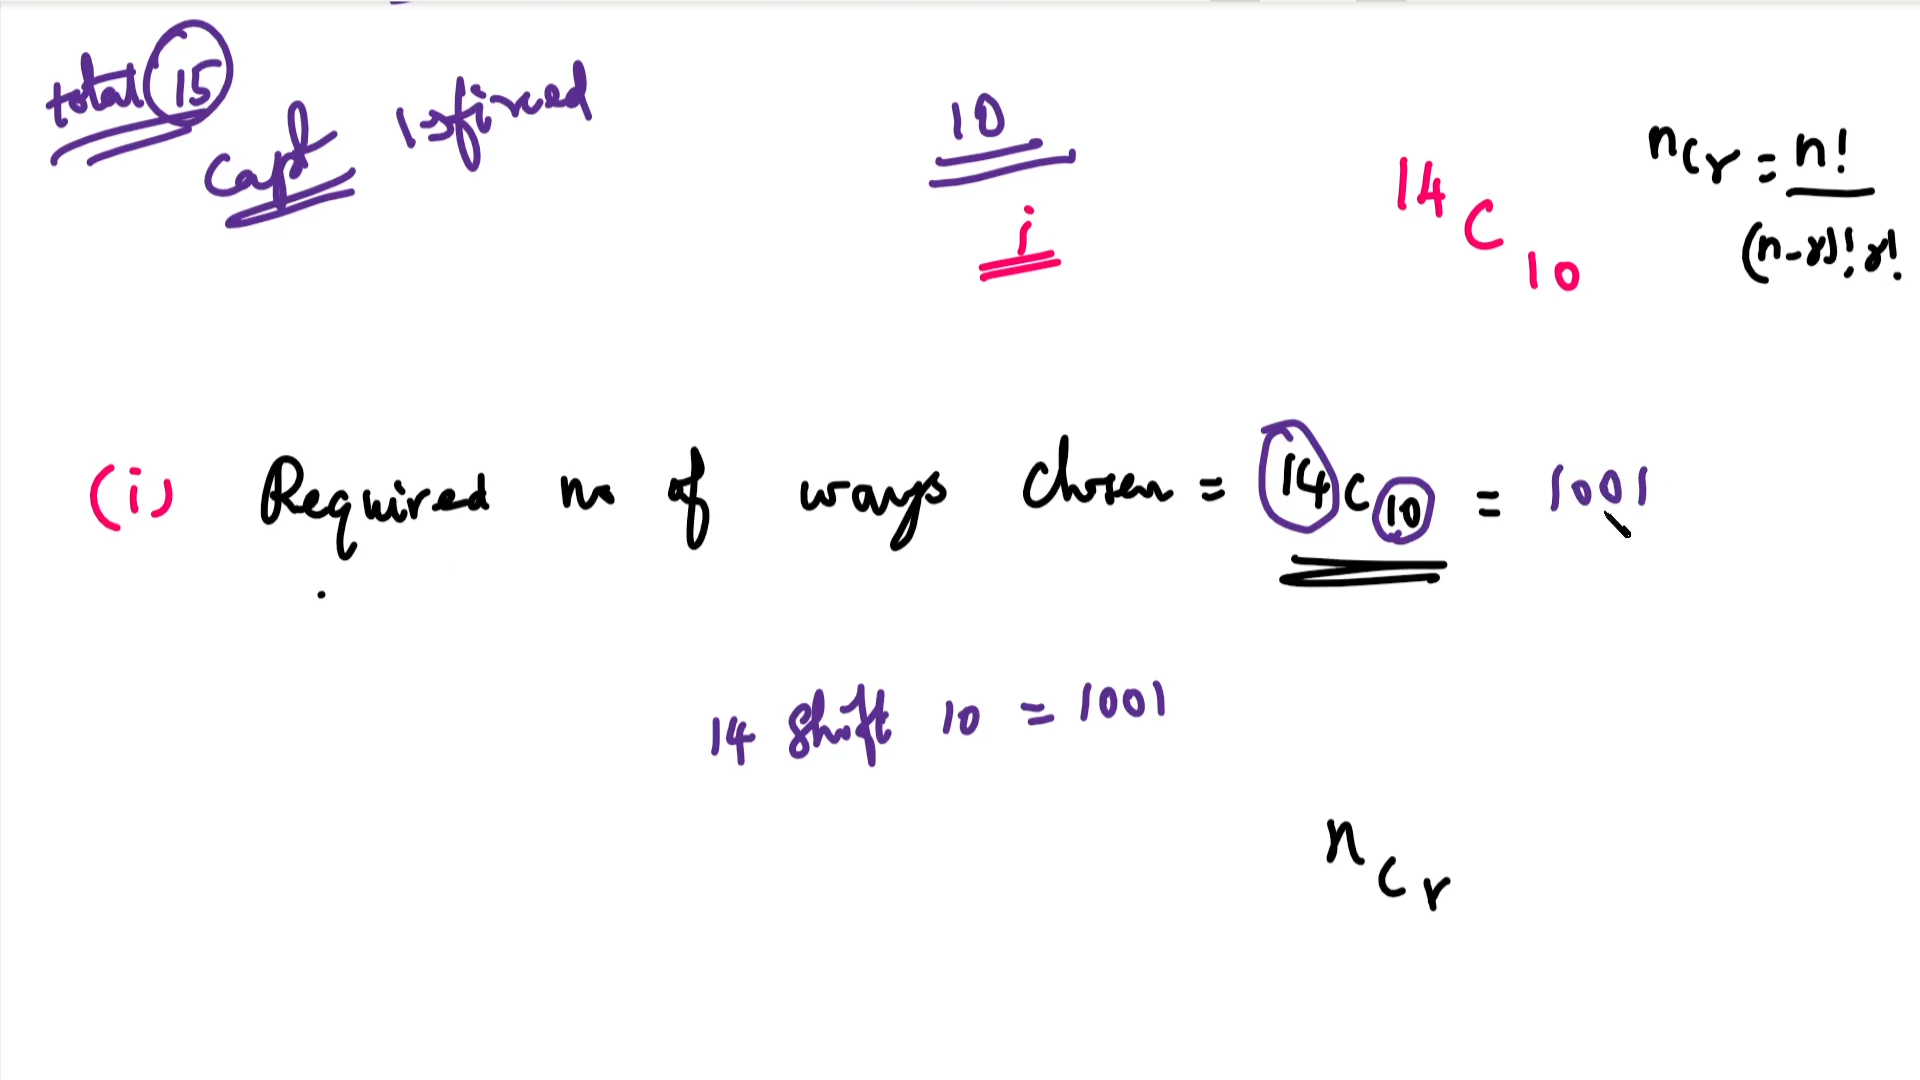 total 15
Capt 1 is fixed
10
i
14 C 10
nCr = n! / (n-r)! r!
(i) Required no of ways chosen = 14C10 = 1001
14 shift 10 = 1001
nCr